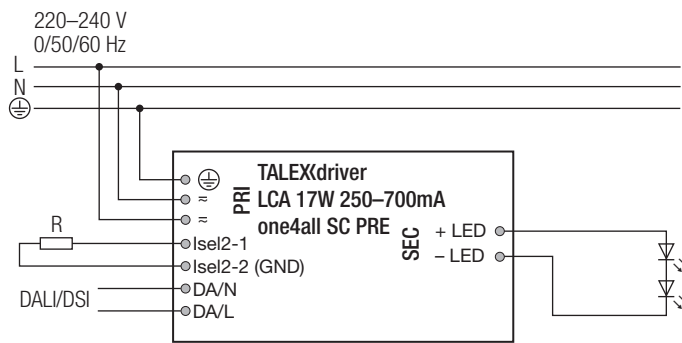 220–240 V
0/50/60 Hz
L
N
TALEXXdriver
LCA 17W 250–700mA
one4all SC PRE
PRI
≂
≂
R
Isel2-1
Isel2-2 (GND)
DALI/DSI
DA/N
DA/L
SEC
+ LED
– LED